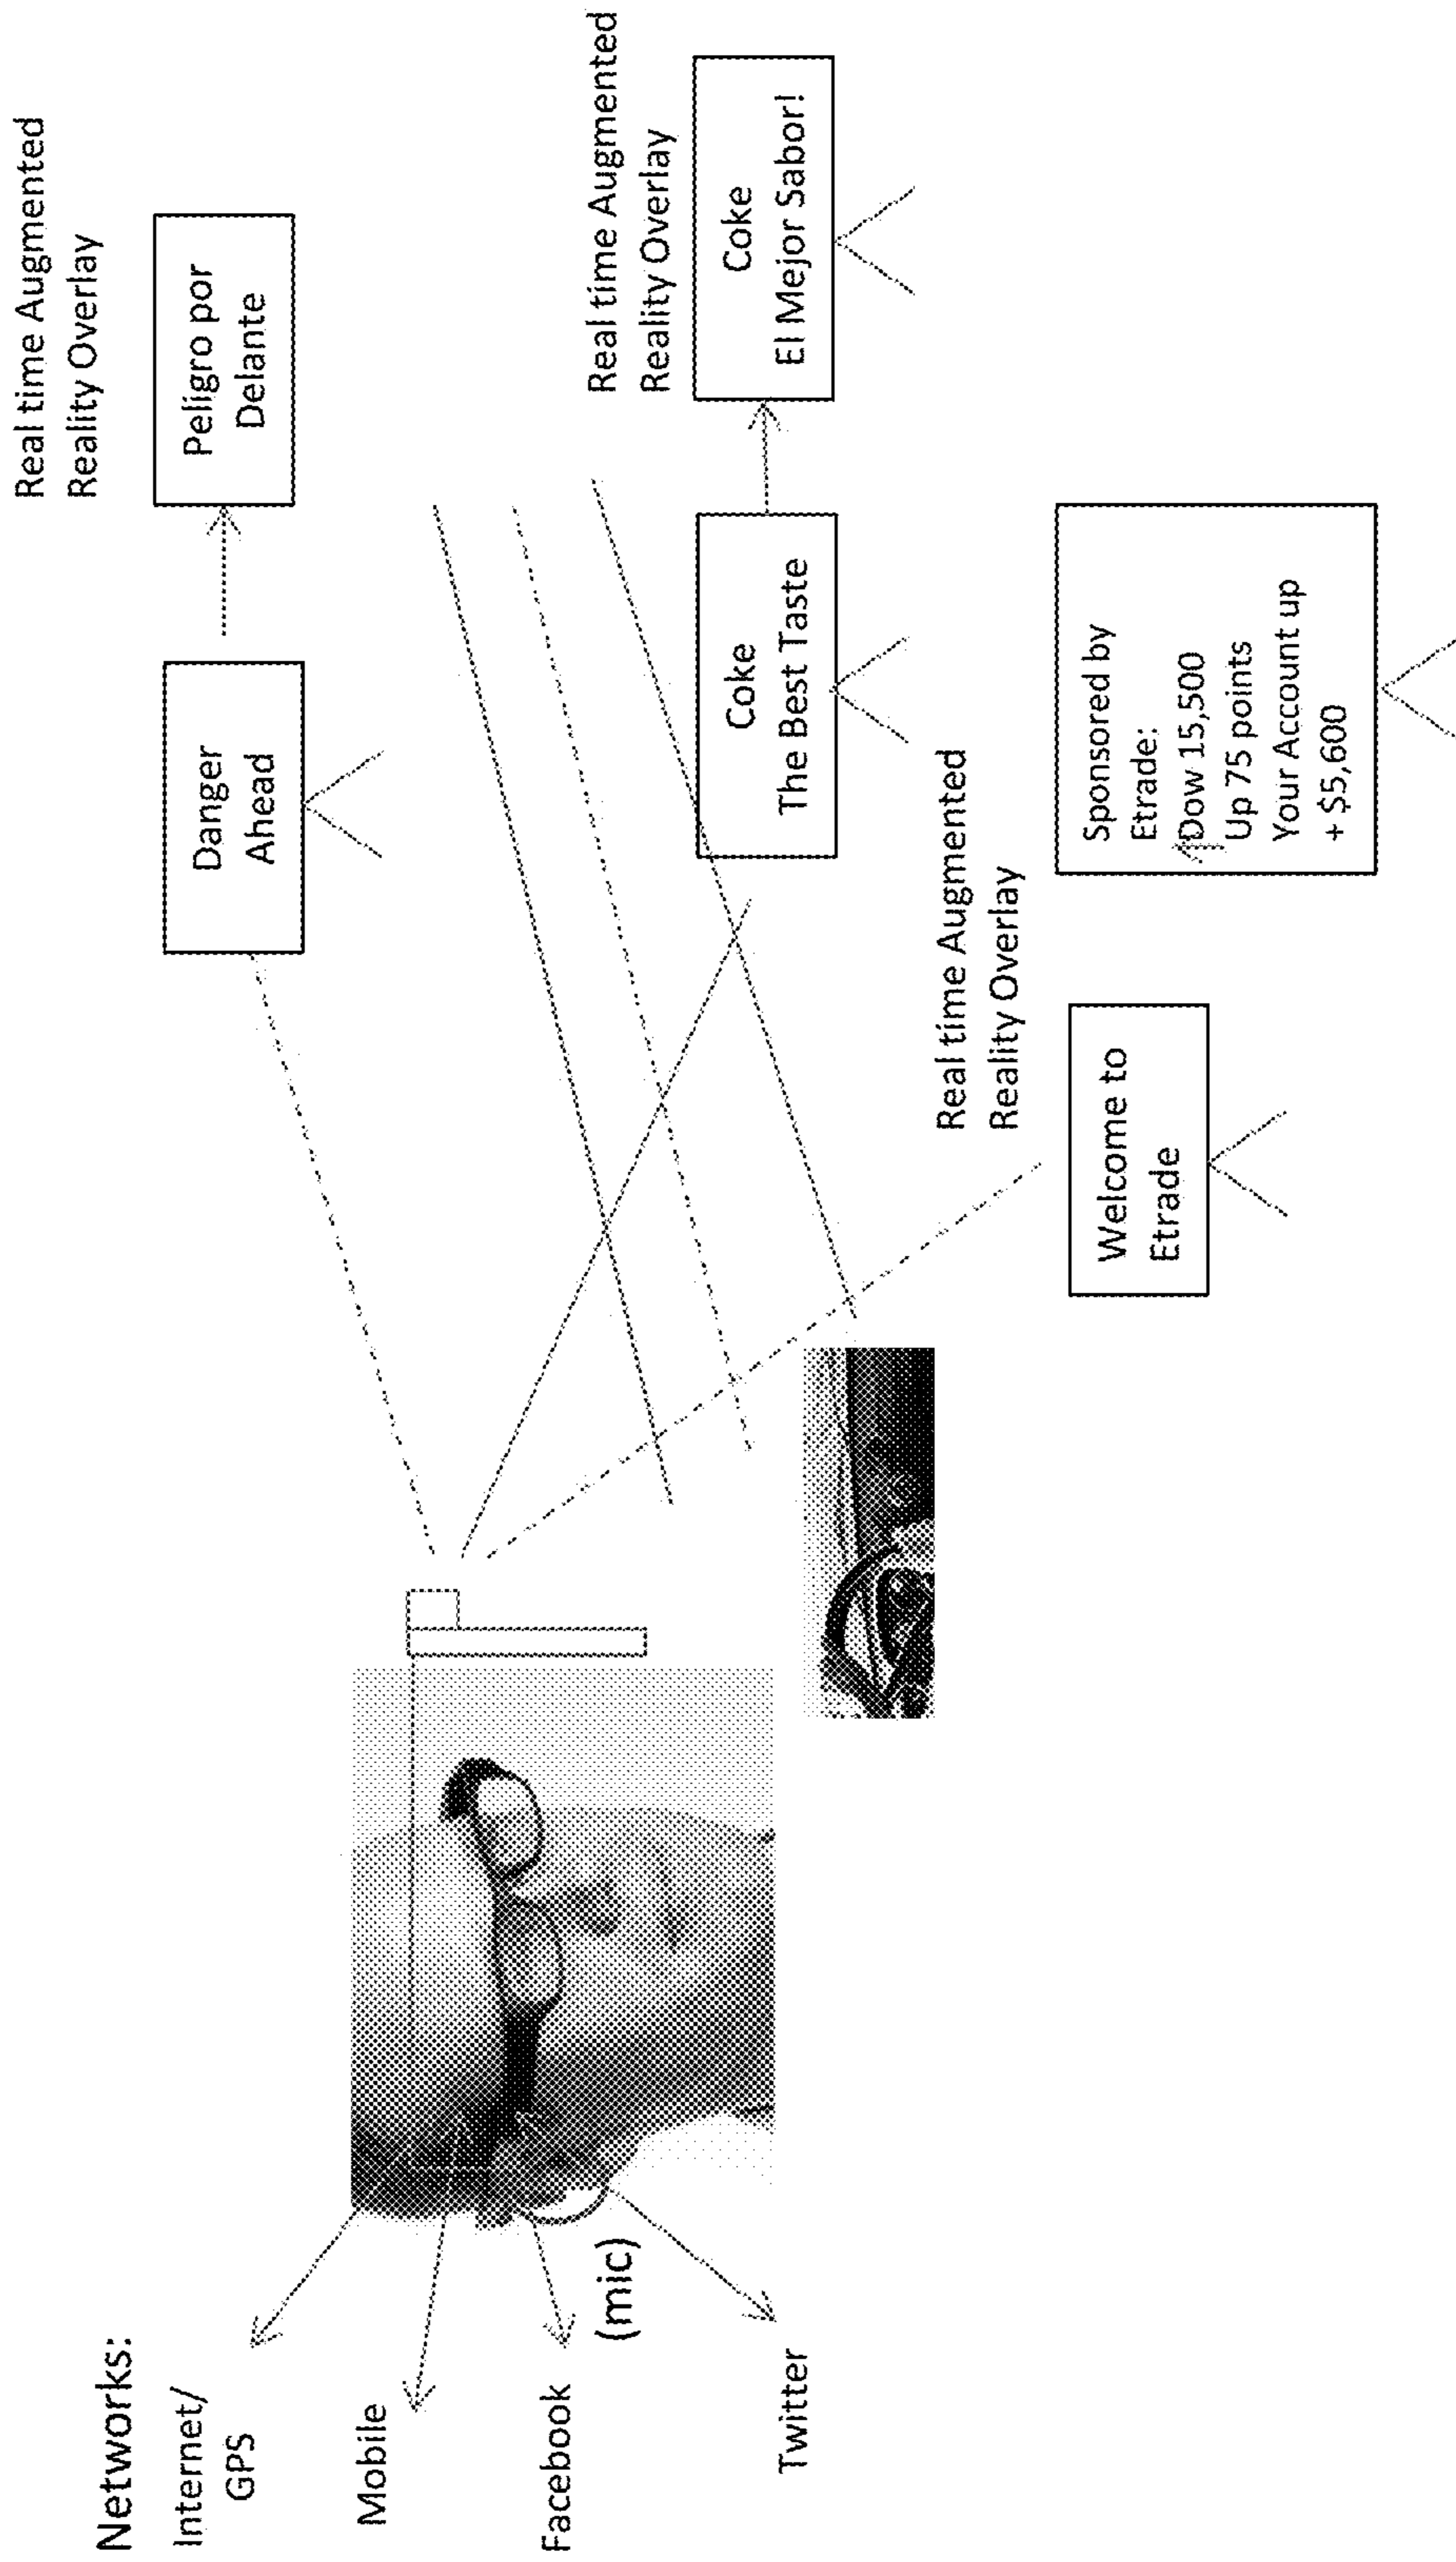 Networks:
Internet/
GPS
Mobile
Facebook
(mic)
Twitter
Danger
Ahead
Real time Augmented
Reality Overlay
Peligro por
Delante
Coke
The Best Taste
Real time Augmented
Reality Overlay
Coke
El Mejor Sabor!
Welcome to
Etrade
Real time Augmented
Reality Overlay
Sponsored by
Etrade:
Dow 15,500
Up 75 points
Your Account up
+ $5,600